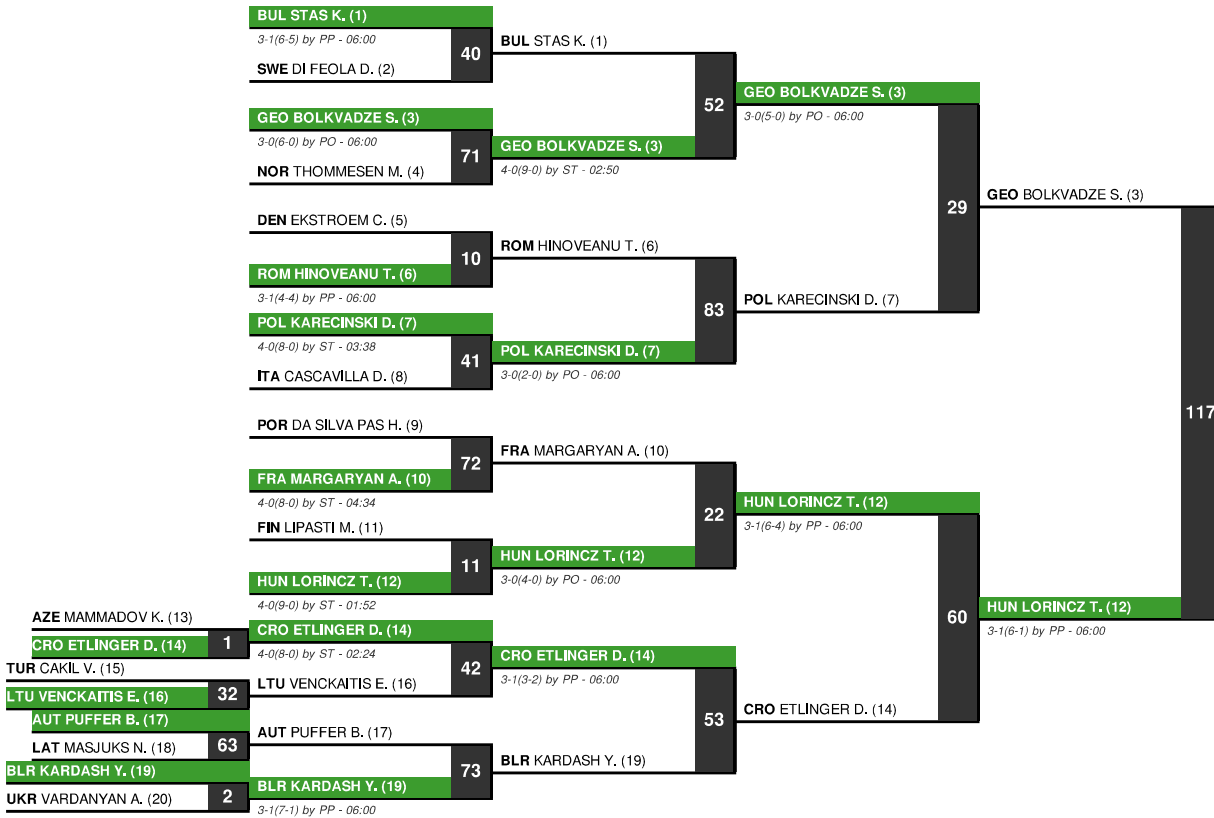 BUL STAS K. (1)
3-1(6-5) by PP - 06:00
40
SWE DI FEOLA D. (2)
BUL STAS K. (1)
52
GEO BOLKVADZE S. (3)
3-0(6-0) by PO - 06:00
71
NOR THOMMESEN M. (4)
GEO BOLKVADZE S. (3)
4-0(9-0) by ST - 02:50
GEO BOLKVADZE S. (3)
3-0(5-0) by PO - 06:00
29
DEN EKSTROEM C. (5)
10
ROM HINOVEANU T. (6)
3-1(4-4) by PP - 06:00
ROM HINOVEANU T. (6)
83
POL KARECINSKI D. (7)
4-0(8-0) by ST - 03:38
41
ITA CASCAVILLA D. (8)
POL KARECINSKI D. (7)
3-0(2-0) by PO - 06:00
POL KARECINSKI D. (7)
GEO BOLKVADZE S. (3)
117
POR DA SILVA PAS H. (9)
72
FRA MARGARYAN A. (10)
4-0(8-0) by ST - 04:34
FRA MARGARYAN A. (10)
22
FIN LIPASTI M. (11)
11
HUN LORINCZ T. (12)
4-0(9-0) by ST - 01:52
HUN LORINCZ T. (12)
3-0(4-0) by PO - 06:00
HUN LORINCZ T. (12)
3-1(6-4) by PP - 06:00
60
HUN LORINCZ T. (12)
3-1(6-1) by PP - 06:00
AZE MAMMADOV K. (13)
1
CRO ETLINGER D. (14)
CRO ETLINGER D. (14)
4-0(8-0) by ST - 02:24
42
TUR CAKIL V. (15)
32
LTU VENCKAITIS E. (16)
LTU VENCKAITIS E. (16)
CRO ETLINGER D. (14)
3-1(3-2) by PP - 06:00
53
CRO ETLINGER D. (14)
AUT PUFFER B. (17)
63
LAT MASJUKS N. (18)
AUT PUFFER B. (17)
73
BLR KARDASH Y. (19)
BLR KARDASH Y. (19)
2
UKR VARDANYAN A. (20)
BLR KARDASH Y. (19)
3-1(7-1) by PP - 06:00